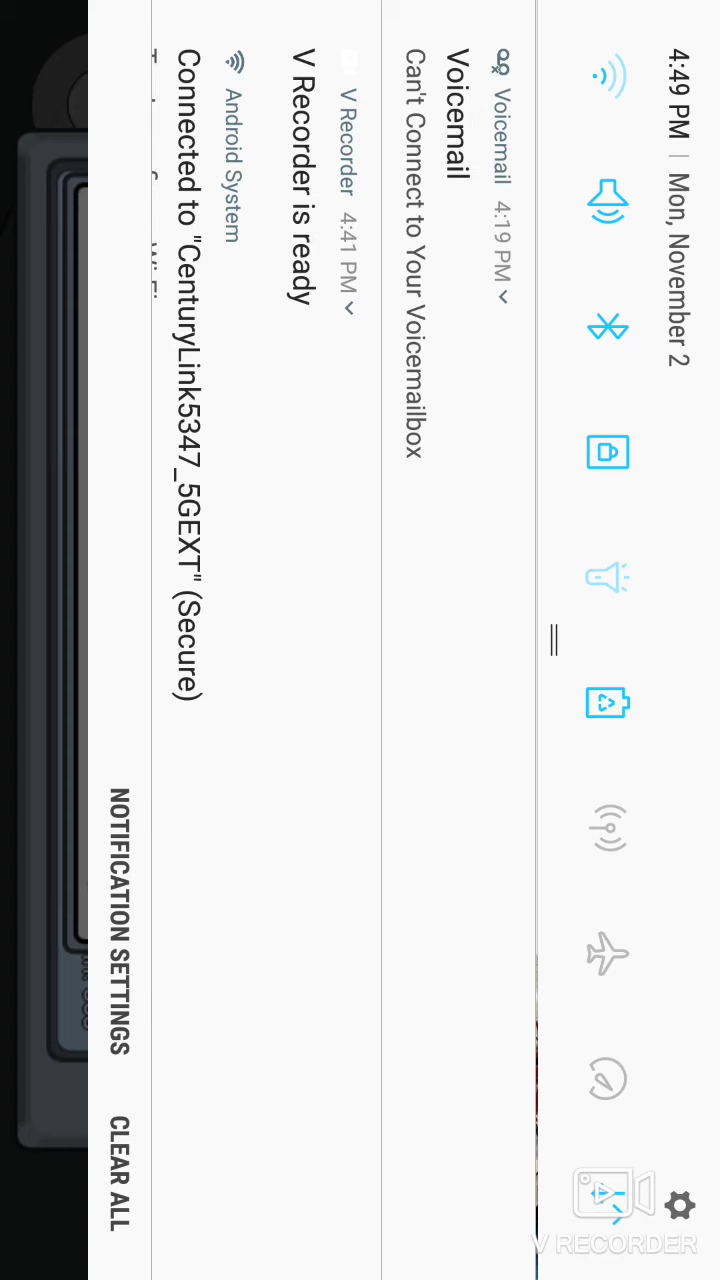 4:49 PM | Mon, November 2
Voicemail 4:19 PM
Voicemail
Can't Connect to Your Voicemailbox
V Recorder 4:41 PM
V Recorder is ready
Android System
Connected to "CenturyLink5347_5GEXT" (Secure)
NOTIFICATION SETTINGS CLEAR ALL
V RECORDER